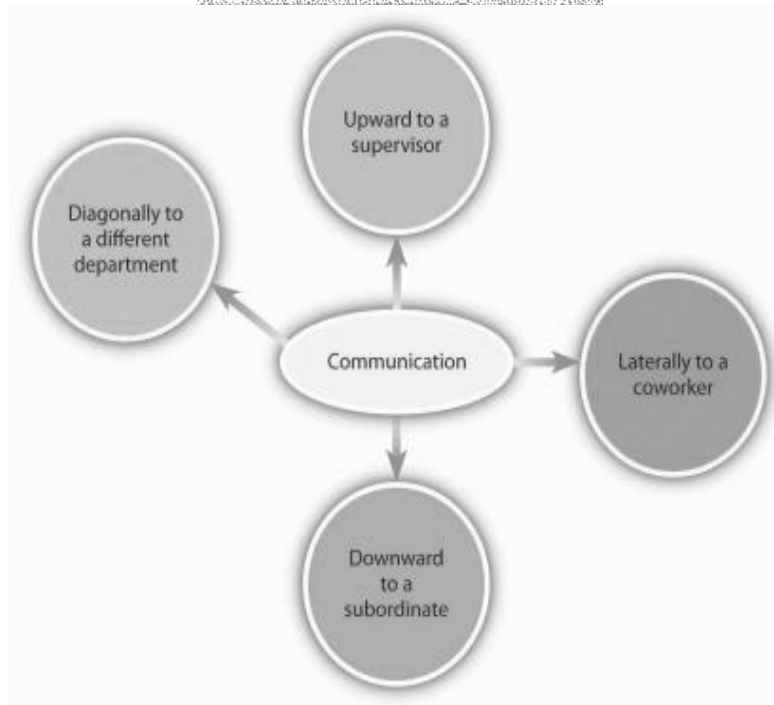 Upward to a
supervisor
Diagonally to
a different
department
Communication
Laterally to a
coworker
Downward
to a
subordinate